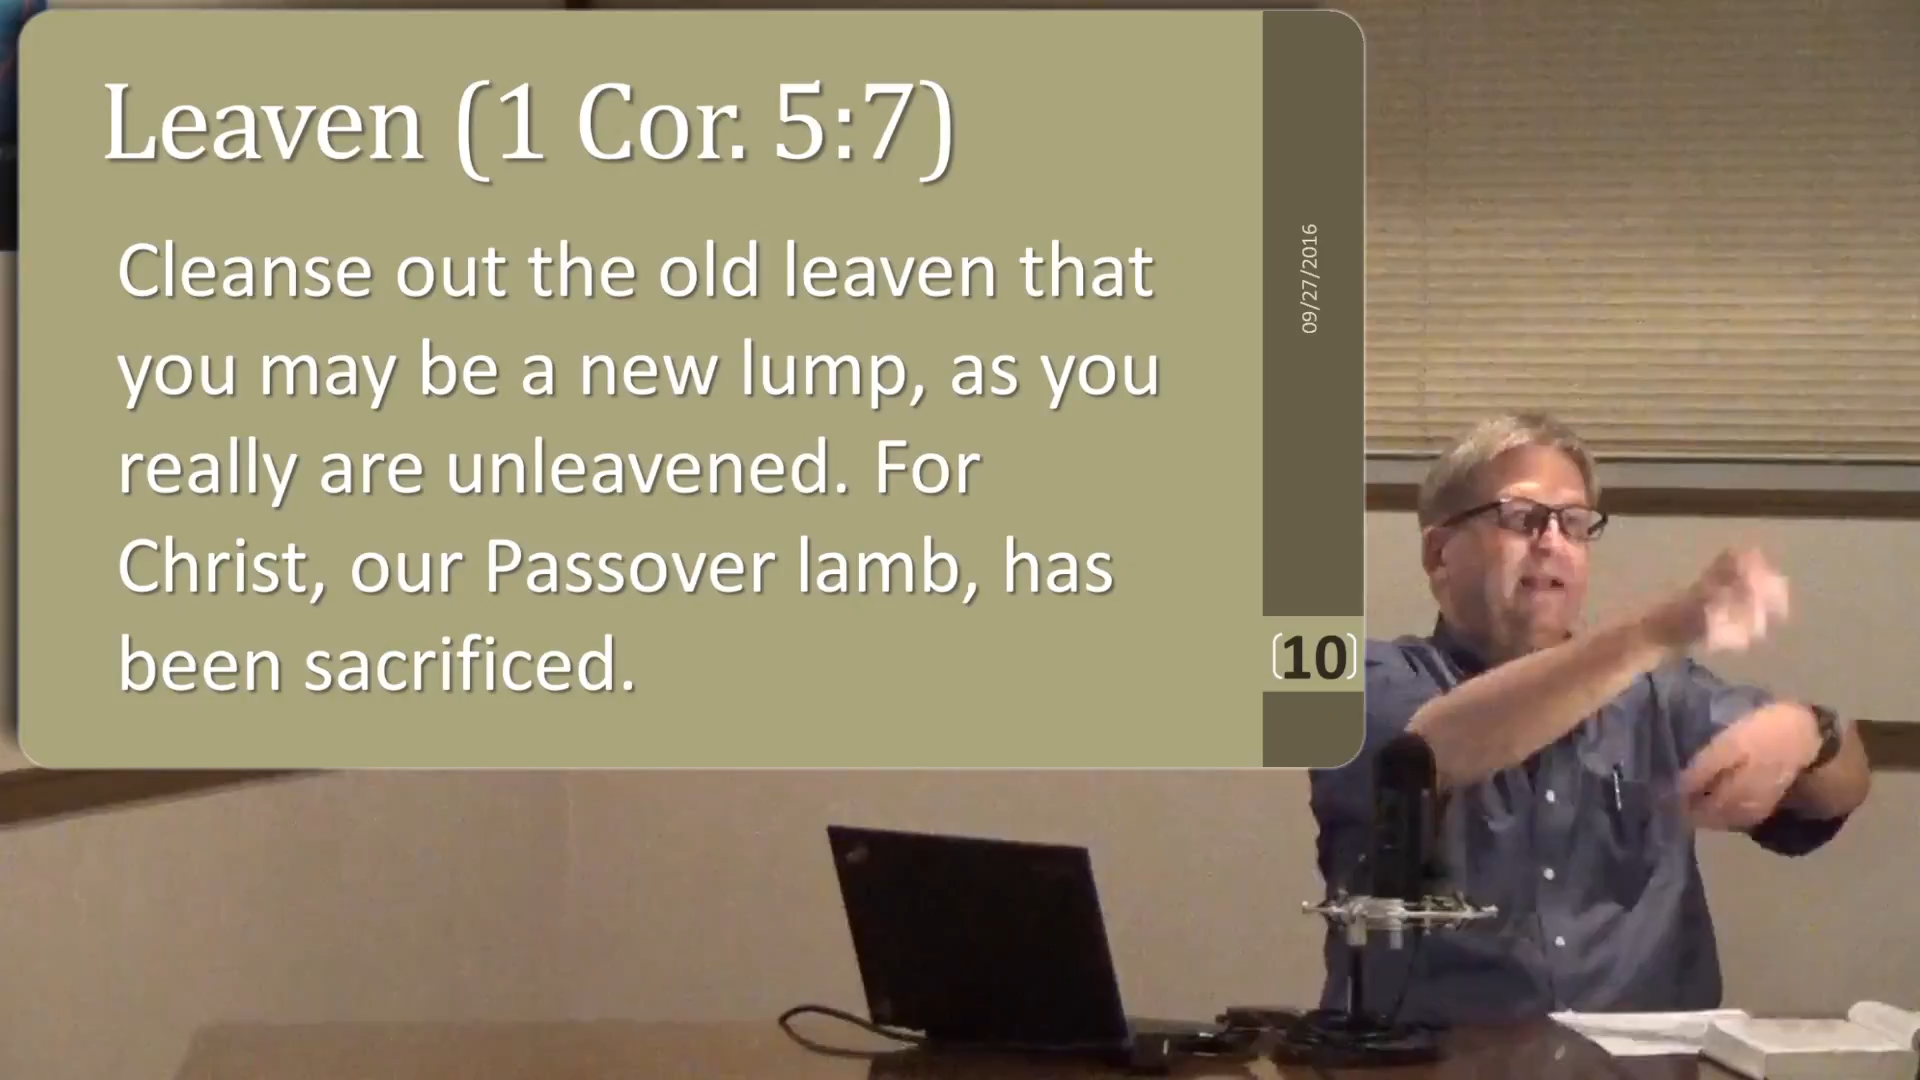 Leaven (1 Cor. 5:7)
Cleanse out the old leaven that
you may be a new lump, as you
really are unleavened. For
Christ, our Passover lamb, has
been sacrificed.
09/27/2016
10